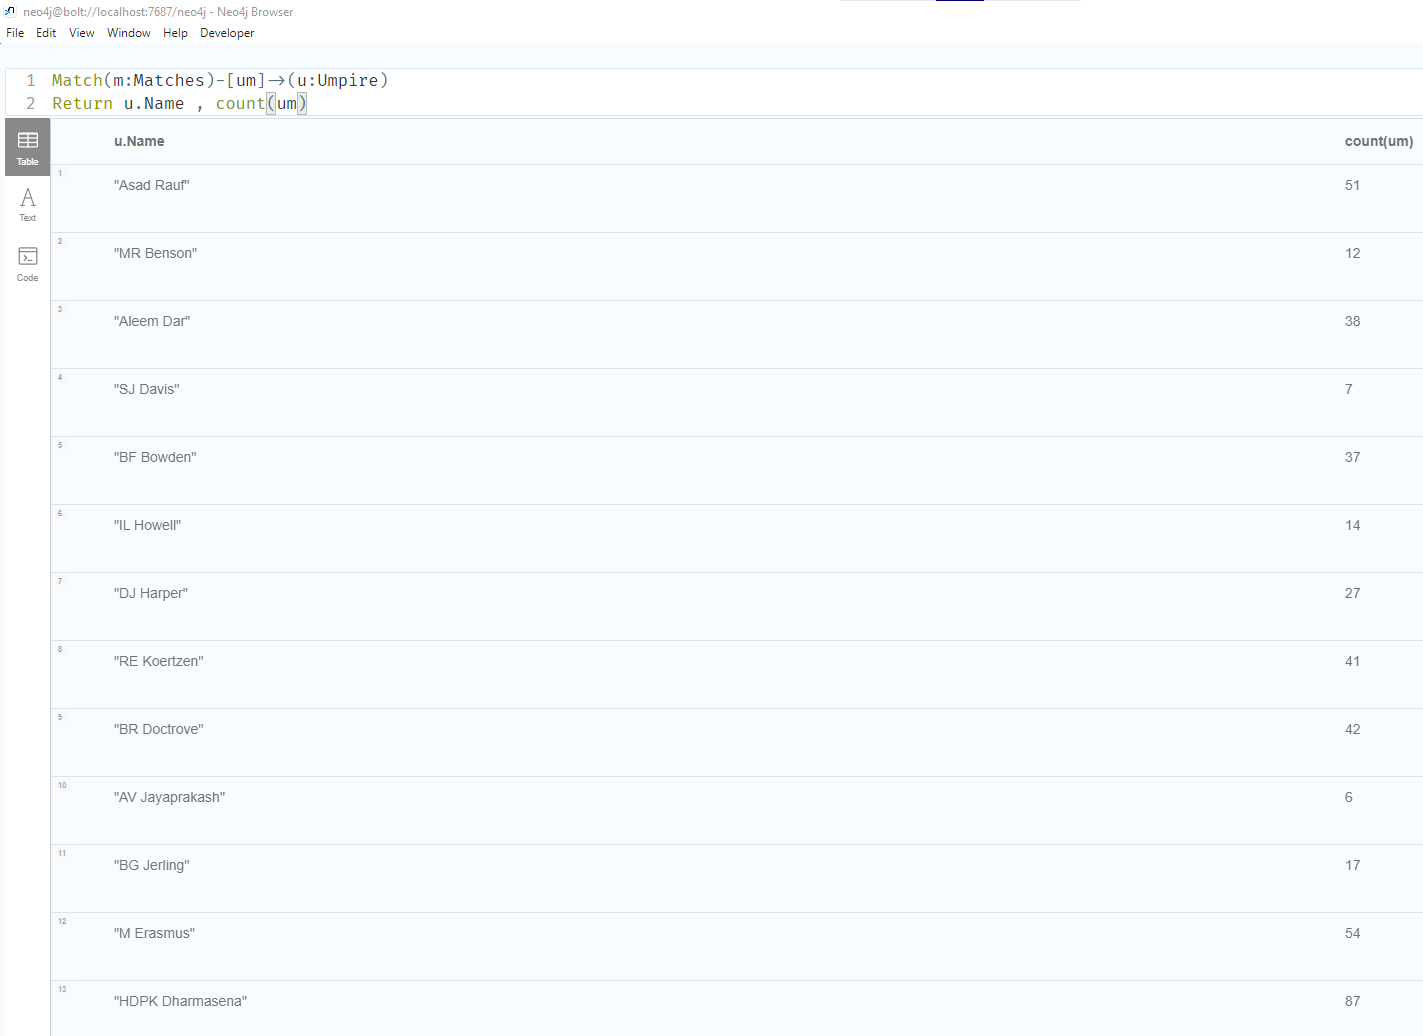 neo4j@bolt://localhost:7687/neo4j - Neo4j Browser
File Edit View Window Help Developer
1 Match(m:Matches)-[um]->(u:Umpire)
2 Return u.Name , count(um)
Table
Text
Code
u.Name count(um)
1 "Asad Rauf" 51
2 "MR Benson" 12
3 "Aleem Dar" 38
4 "SJ Davis" 7
5 "BF Bowden" 37
6 "IL Howell" 14
7 "DJ Harper" 27
8 "RE Koertzen" 41
9 "BR Doctrove" 42
10 "AV Jayaprakash" 6
11 "BG Jerling" 17
12 "M Erasmus" 54
13 "HDPK Dharmasena" 87